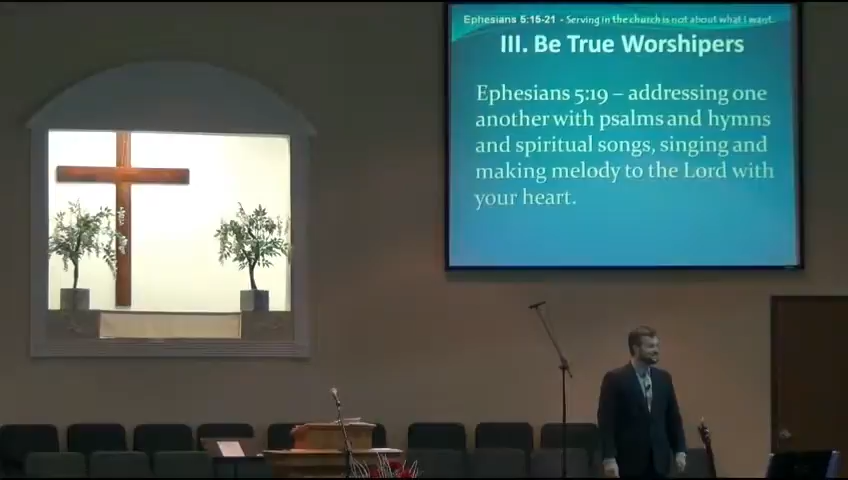 Ephesians 5:15-21 - Serving in the church is not about what I want.
III. Be True Worshipers
Ephesians 5:19 – addressing one
another with psalms and hymns
and spiritual songs, singing and
making melody to the Lord with
your heart.